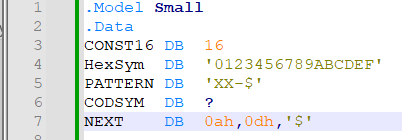 1 .Model Small
2 .Data
3 CONST16 DB 16
4 HexSym DB '0123456789ABCDEF'
5 PATTERN DB 'XX-$'
6 CODSYM DB ?
7 NEXT DB 0ah,0dh,'$'